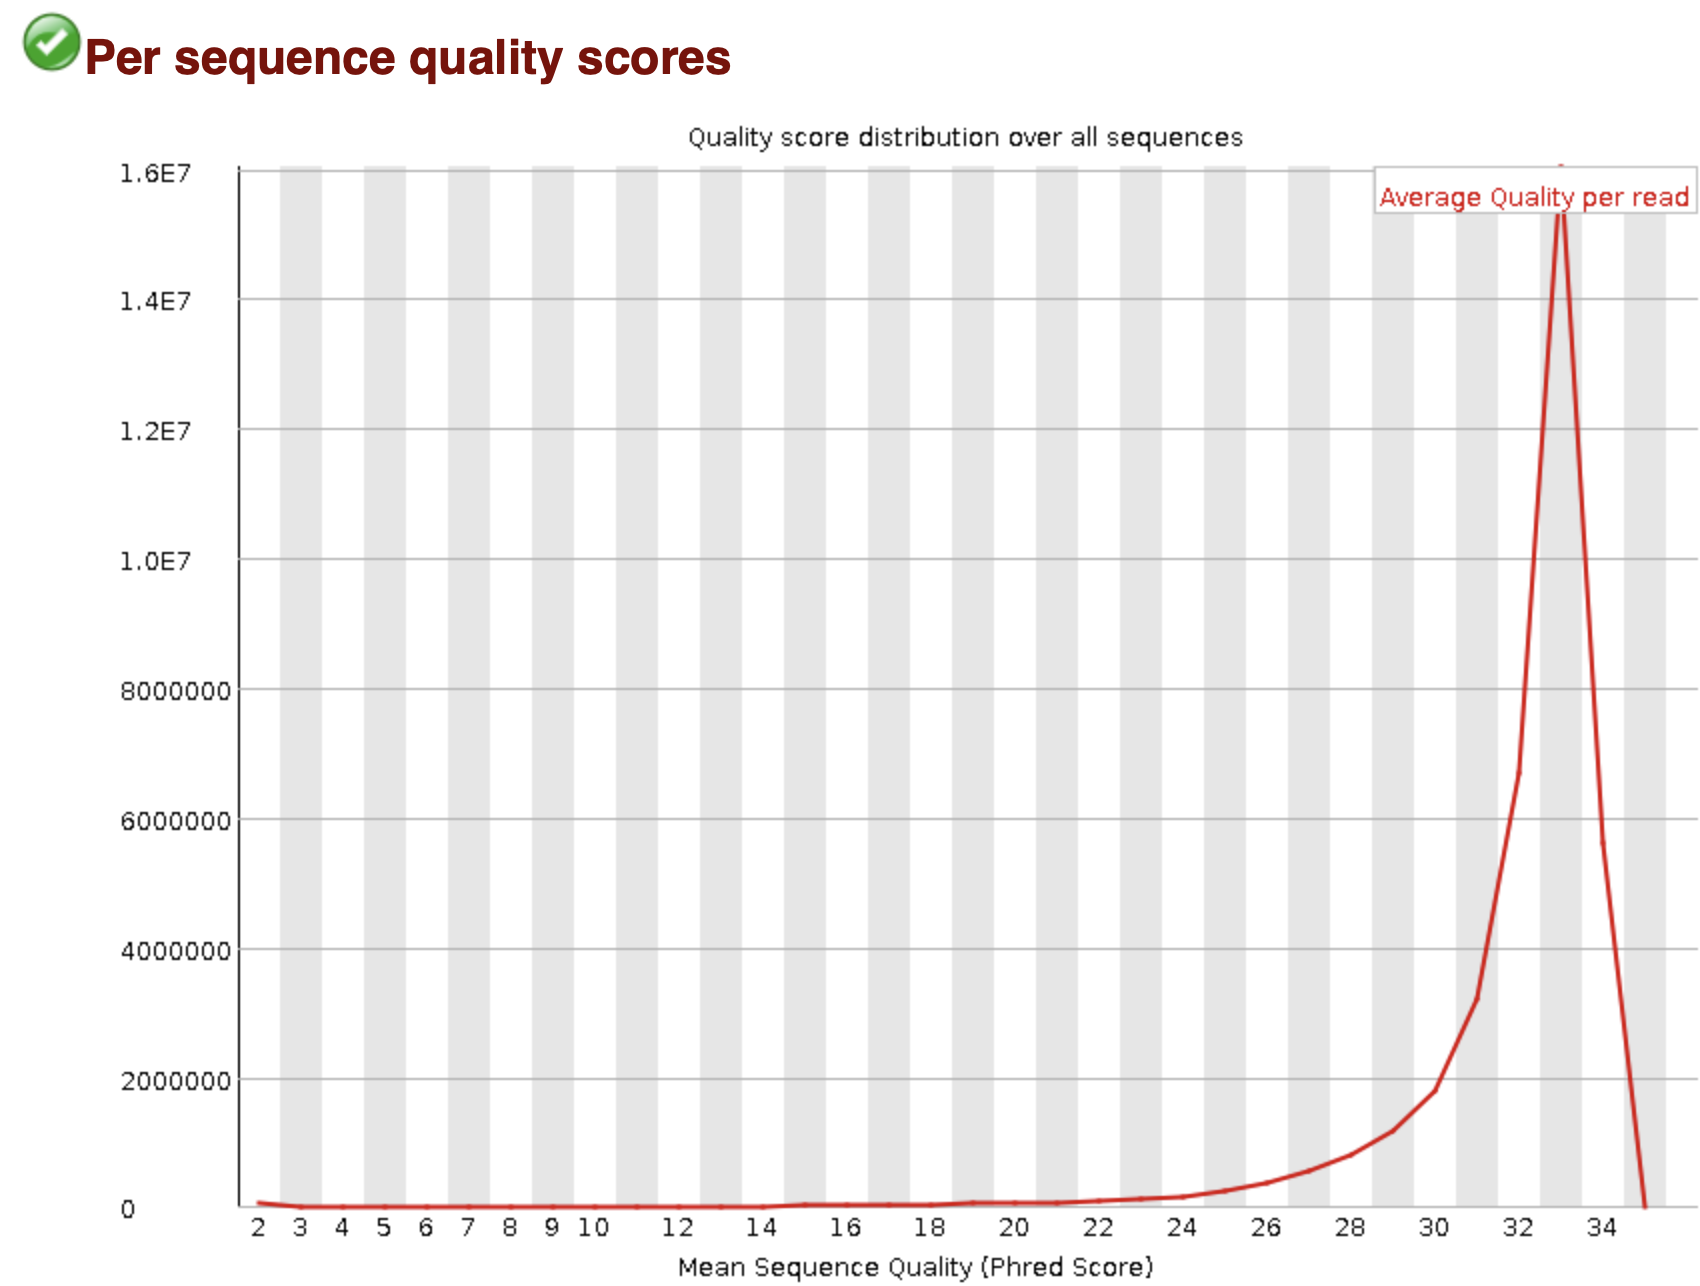 Per sequence quality scores
Quality score distribution over all sequences
Average Quality per read
1.6E7
1.4E7
1.2E7
1.0E7
8000000
6000000
4000000
2000000
0
2 3 4 5 6 7 8 9 10 12 14 16 18 20 22 24 26 28 30 32 34
Mean Sequence Quality (Phred Score)